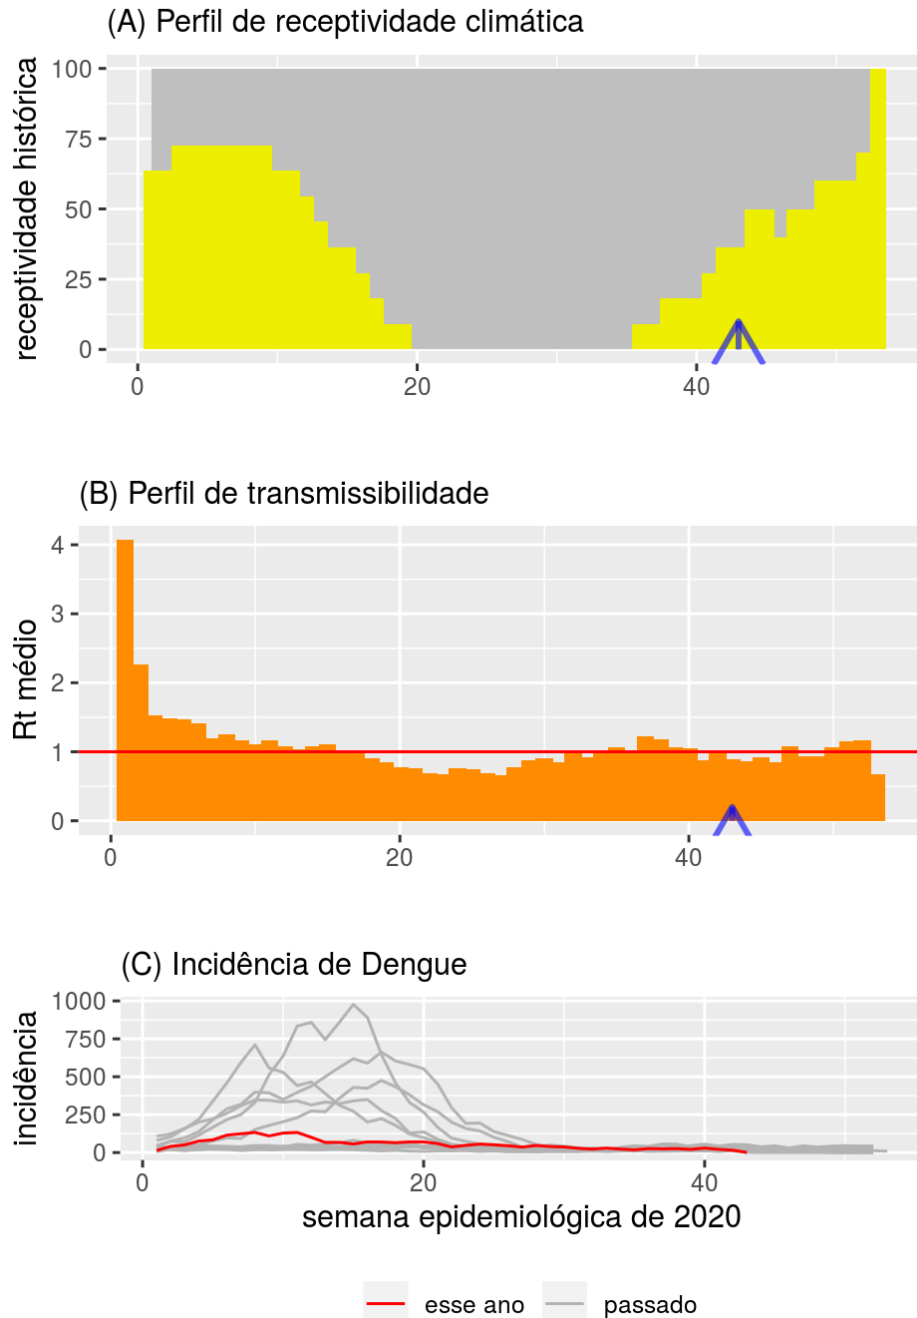 (A) Perfil de receptividade climática
receptividade histórica
100
75
50
25
0
0 20 40
(B) Perfil de transmissibilidade
Rt médio
4
3
2
1
0
0 20 40
(C) Incidência de Dengue
incidência
1000
750
500
250
0
0 20 40
semana epidemiológica de 2020
esse ano passado